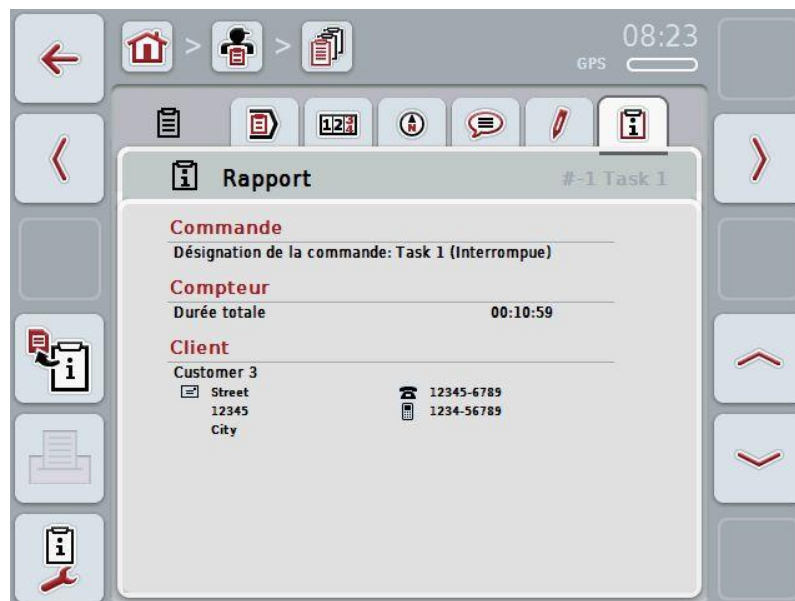 08:23
GPS
123
N
Rapport #-1 Task 1
Commande
Désignation de la commande: Task 1 (Interrompue)
Compteur
Durée totale 00:10:59
Client
Customer 3
Street 12345-6789
12345 1234-56789
City